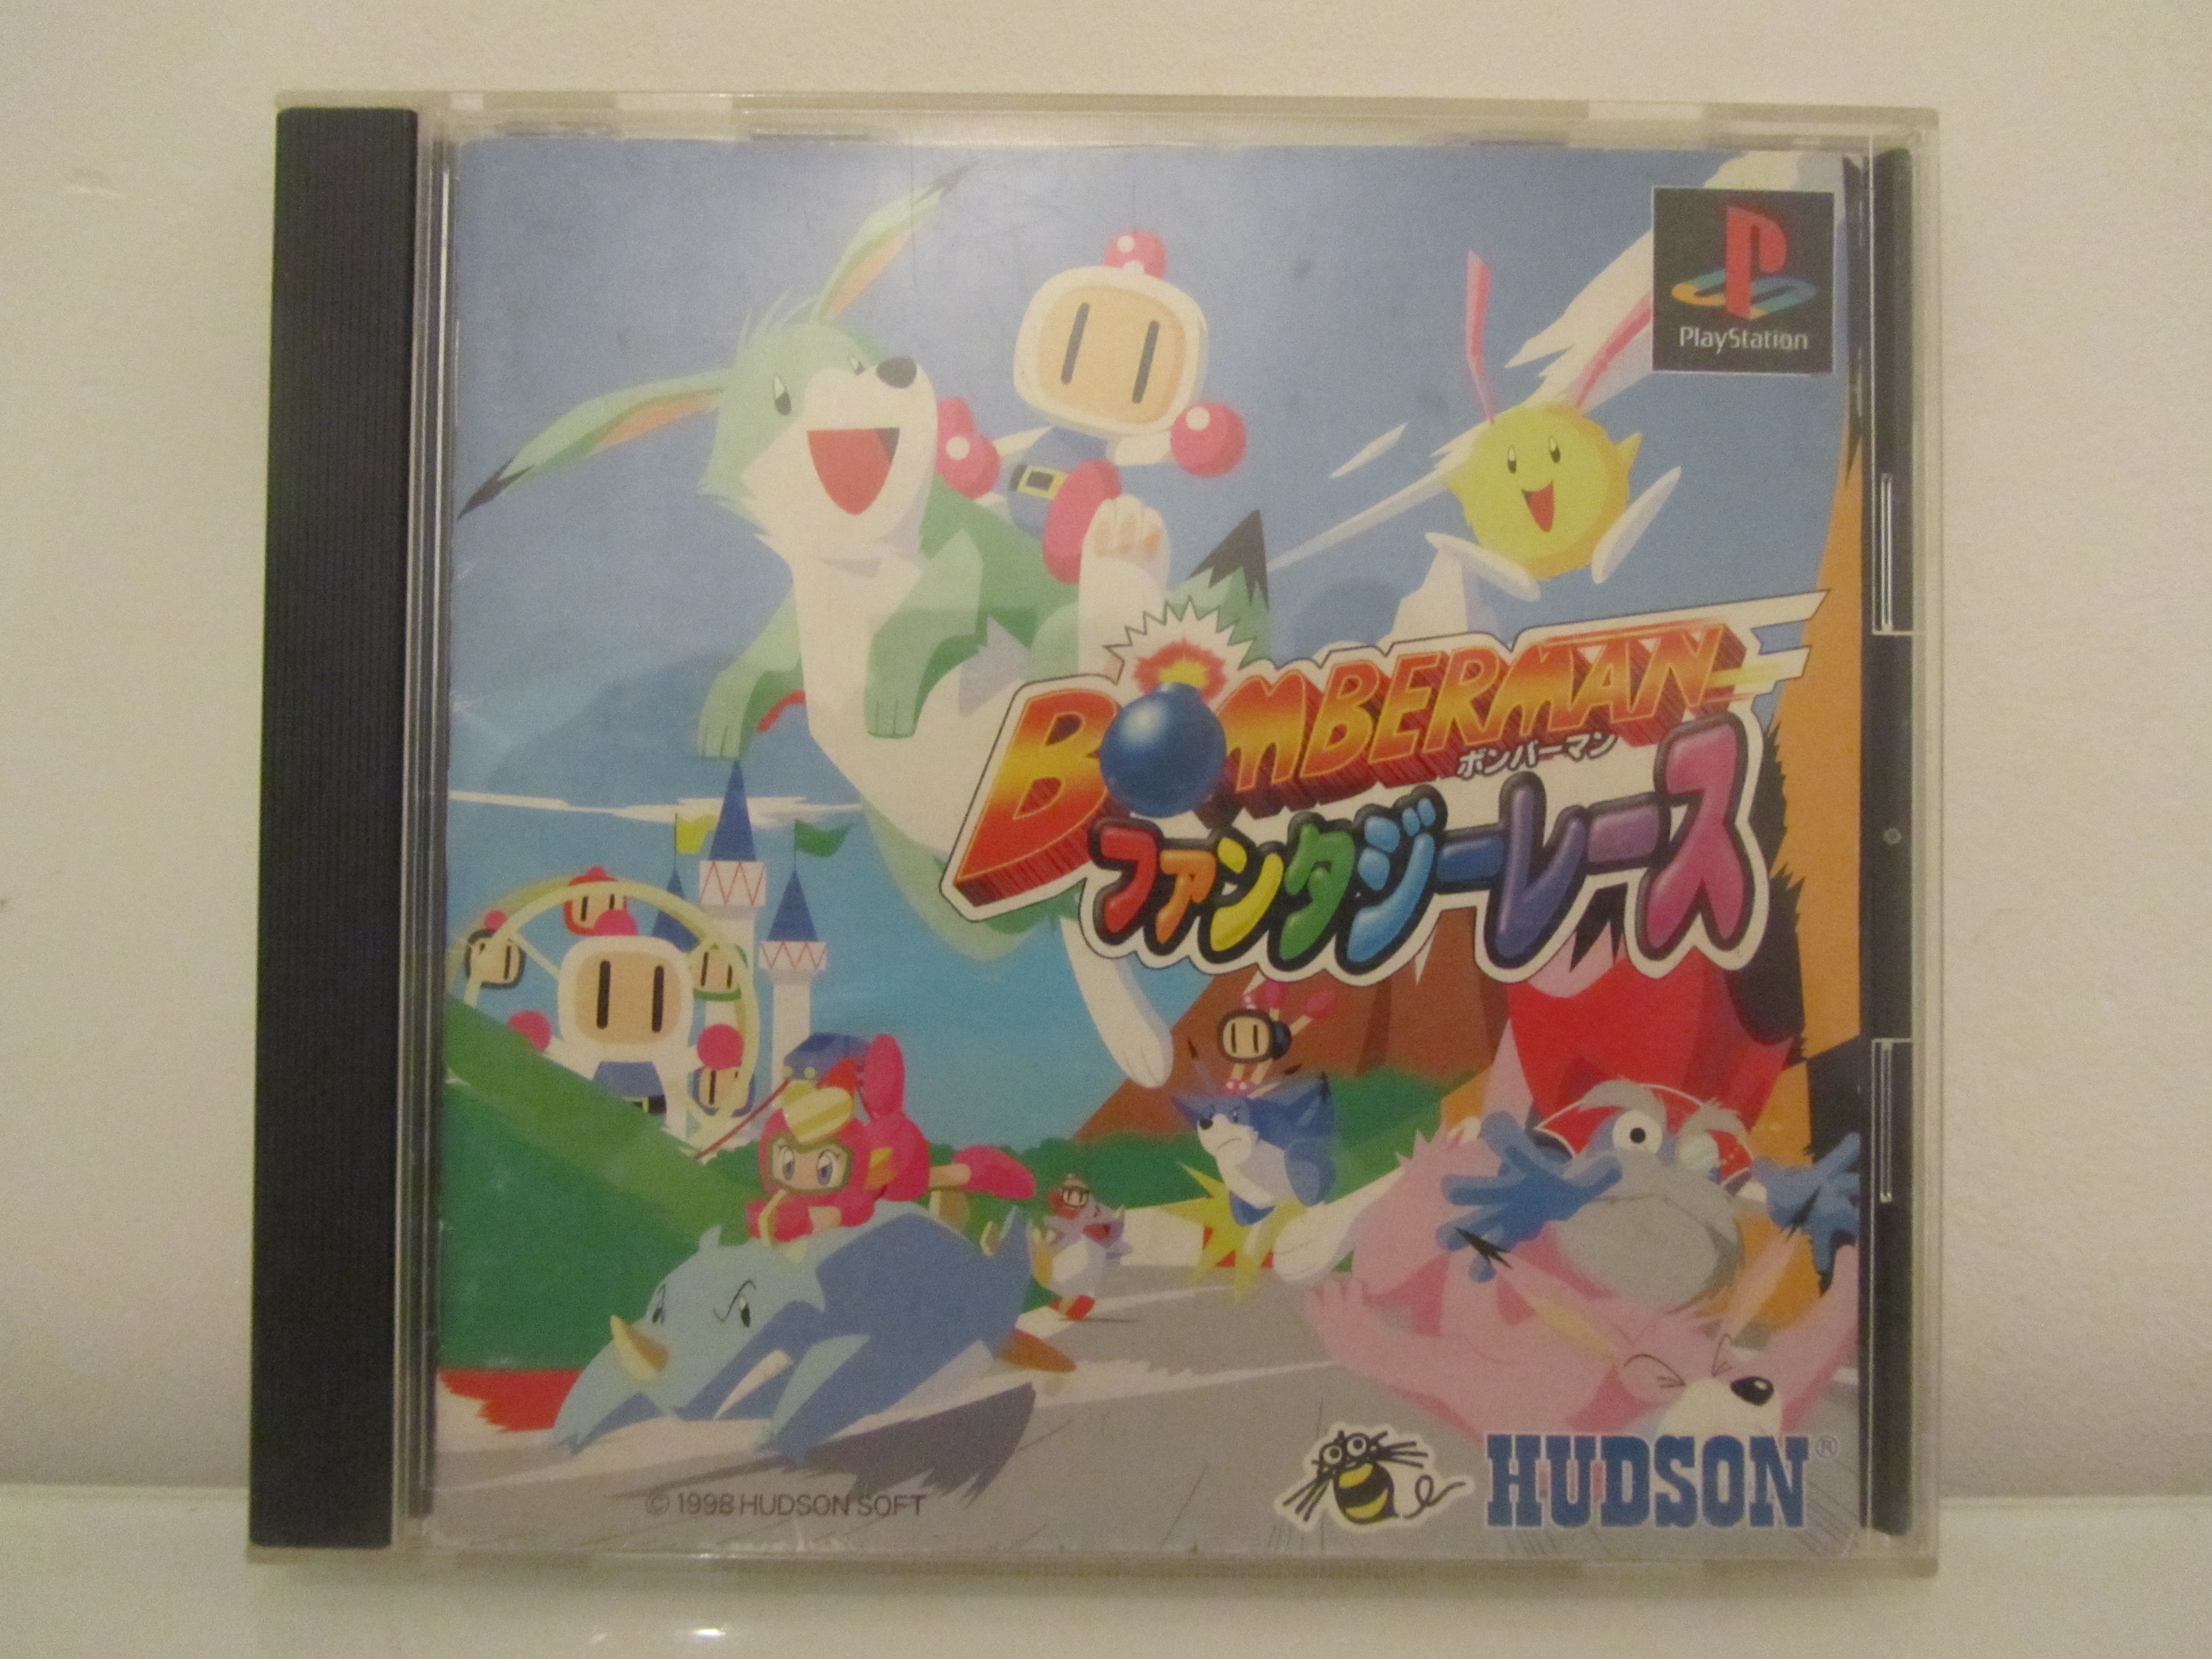 PlayStation
BOMBERMAN
ボンバーマン
ファンタジーレース
© 1998 HUDSON SOFT
HUDSON®